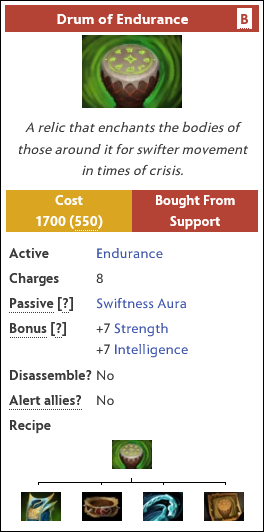 Drum of Endurance B
A relic that enchants the bodies of
those around it for swifter movement
in times of crisis.
Cost
1700 (550)
Bought From
Support
Active Endurance
Charges 8
Passive [?] Swiftness Aura
Bonus [?] +7 Strength
+7 Intelligence
Disassemble? No
Alert allies? No
Recipe